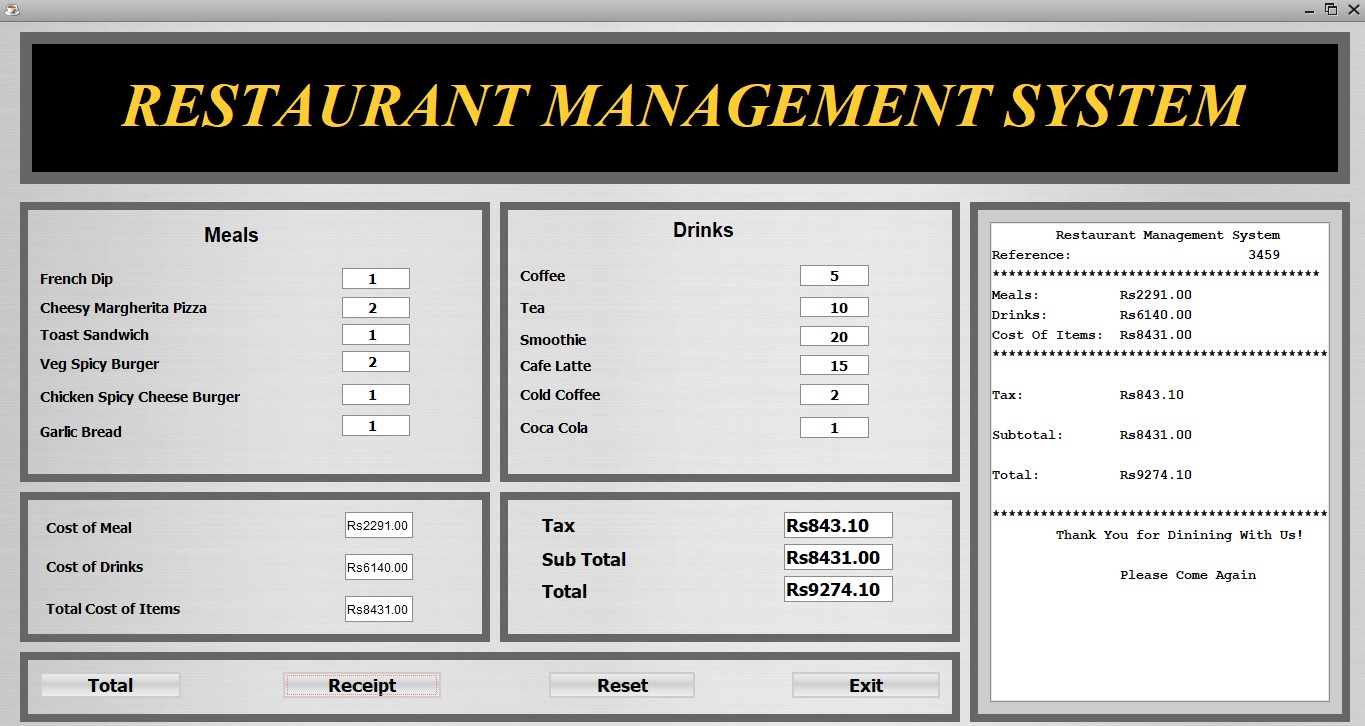 RESTAURANT MANAGEMENT SYSTEM
Meals
French Dip 1
Cheesy Margherita Pizza 2
Toast Sandwich 1
Veg Spicy Burger 2
Chicken Spicy Cheese Burger 1
Garlic Bread 1
Drinks
Coffee 5
Tea 10
Smoothie 20
Cafe Latte 15
Cold Coffee 2
Coca Cola 1
Cost of Meal Rs2291.00
Cost of Drinks Rs6140.00
Total Cost of Items Rs8431.00
Tax Rs843.10
Sub Total Rs8431.00
Total Rs9274.10
Total Receipt Reset Exit
Restaurant Management System
Reference: 3459
*****************************************
Meals: Rs2291.00
Drinks: Rs6140.00
Cost Of Items: Rs8431.00
******************************************
Tax: Rs843.10
Subtotal: Rs8431.00
Total: Rs9274.10
******************************************
Thank You for Dinining With Us!
Please Come Again